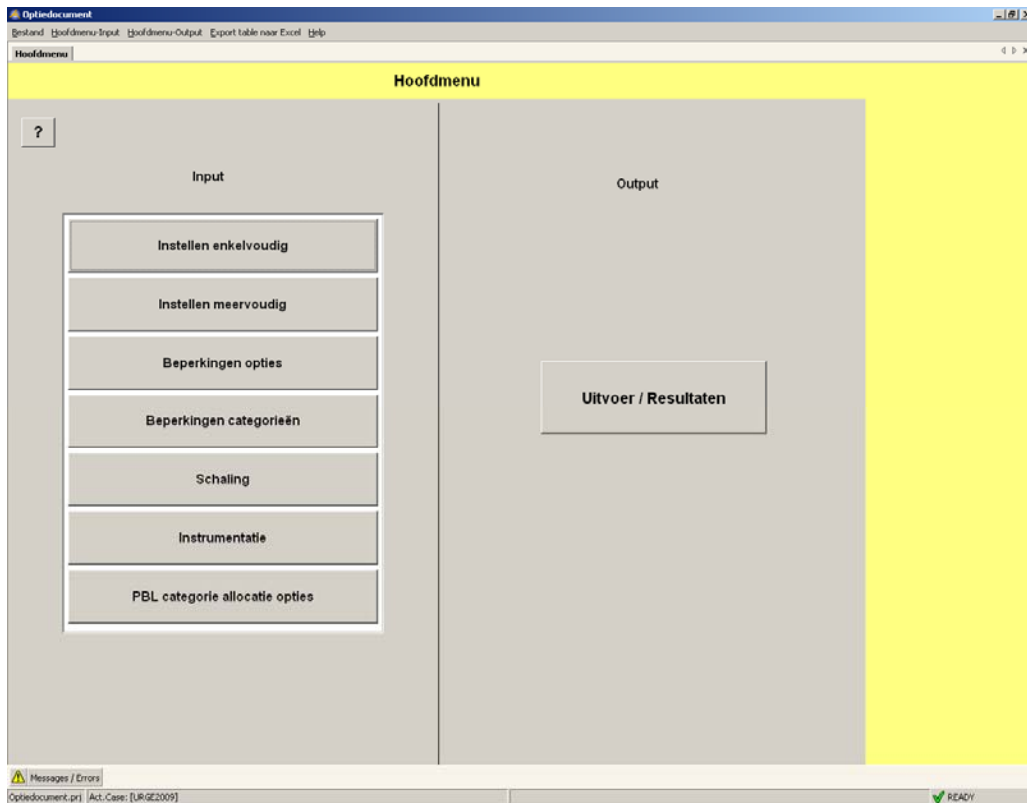 Optiedocument
Bestand Hoofdmenu-Input Hoofdmenu-Output Export table naar Excel Help
Hoofdmenu
Hoofdmenu
?
Input
Output
Instellen enkelvoudig
Instellen meervoudig
Beperkingen opties
Beperkingen categorieën
Schaling
Instrumentatie
PBL categorie allocatie opties
Uitvoer / Resultaten
Messages / Errors
Optiedocument.prj Act.Case: [URGE2009] READY